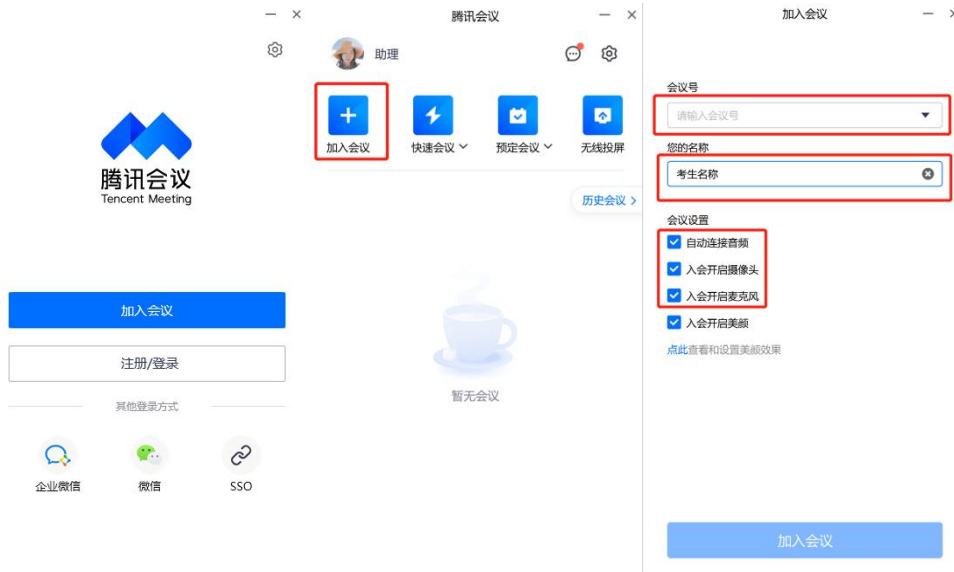 腾讯会议
Tencent Meeting
加入会议
注册/登录
其他登录方式
企业微信
微信
SSO
腾讯会议
助理
加入会议
快速会议
预定会议
无线投屏
历史会议
暂无会议
加入会议
会议号
请输入会议号
您的名称
考生名称
会议设置
自动连接音频
入会开启摄像头
入会开启麦克风
入会开启美颜
点此查看和设置美颜效果
加入会议